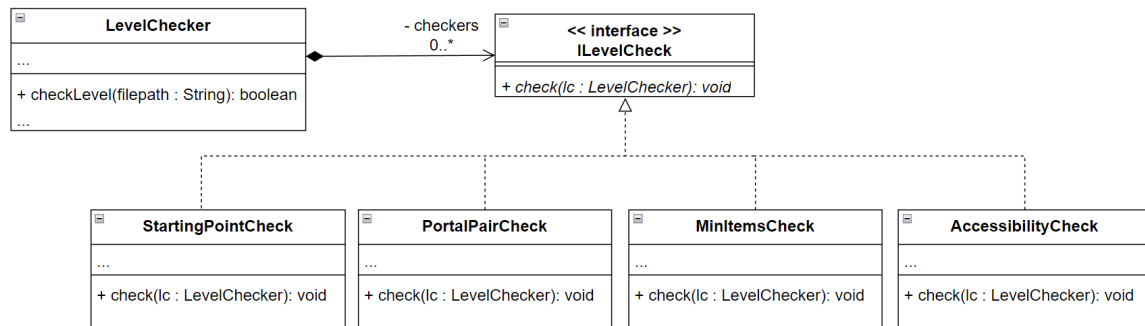 LevelChecker
...
+ checkLevel(filepath : String): boolean
...
- checkers
0..*
<< interface >>
ILevelCheck
+ check(lc : LevelChecker): void
StartingPointCheck
...
+ check(lc : LevelChecker): void
PortalPairCheck
...
+ check(lc : LevelChecker): void
MinItemsCheck
...
+ check(lc : LevelChecker): void
AccessibilityCheck
...
+ check(lc : LevelChecker): void